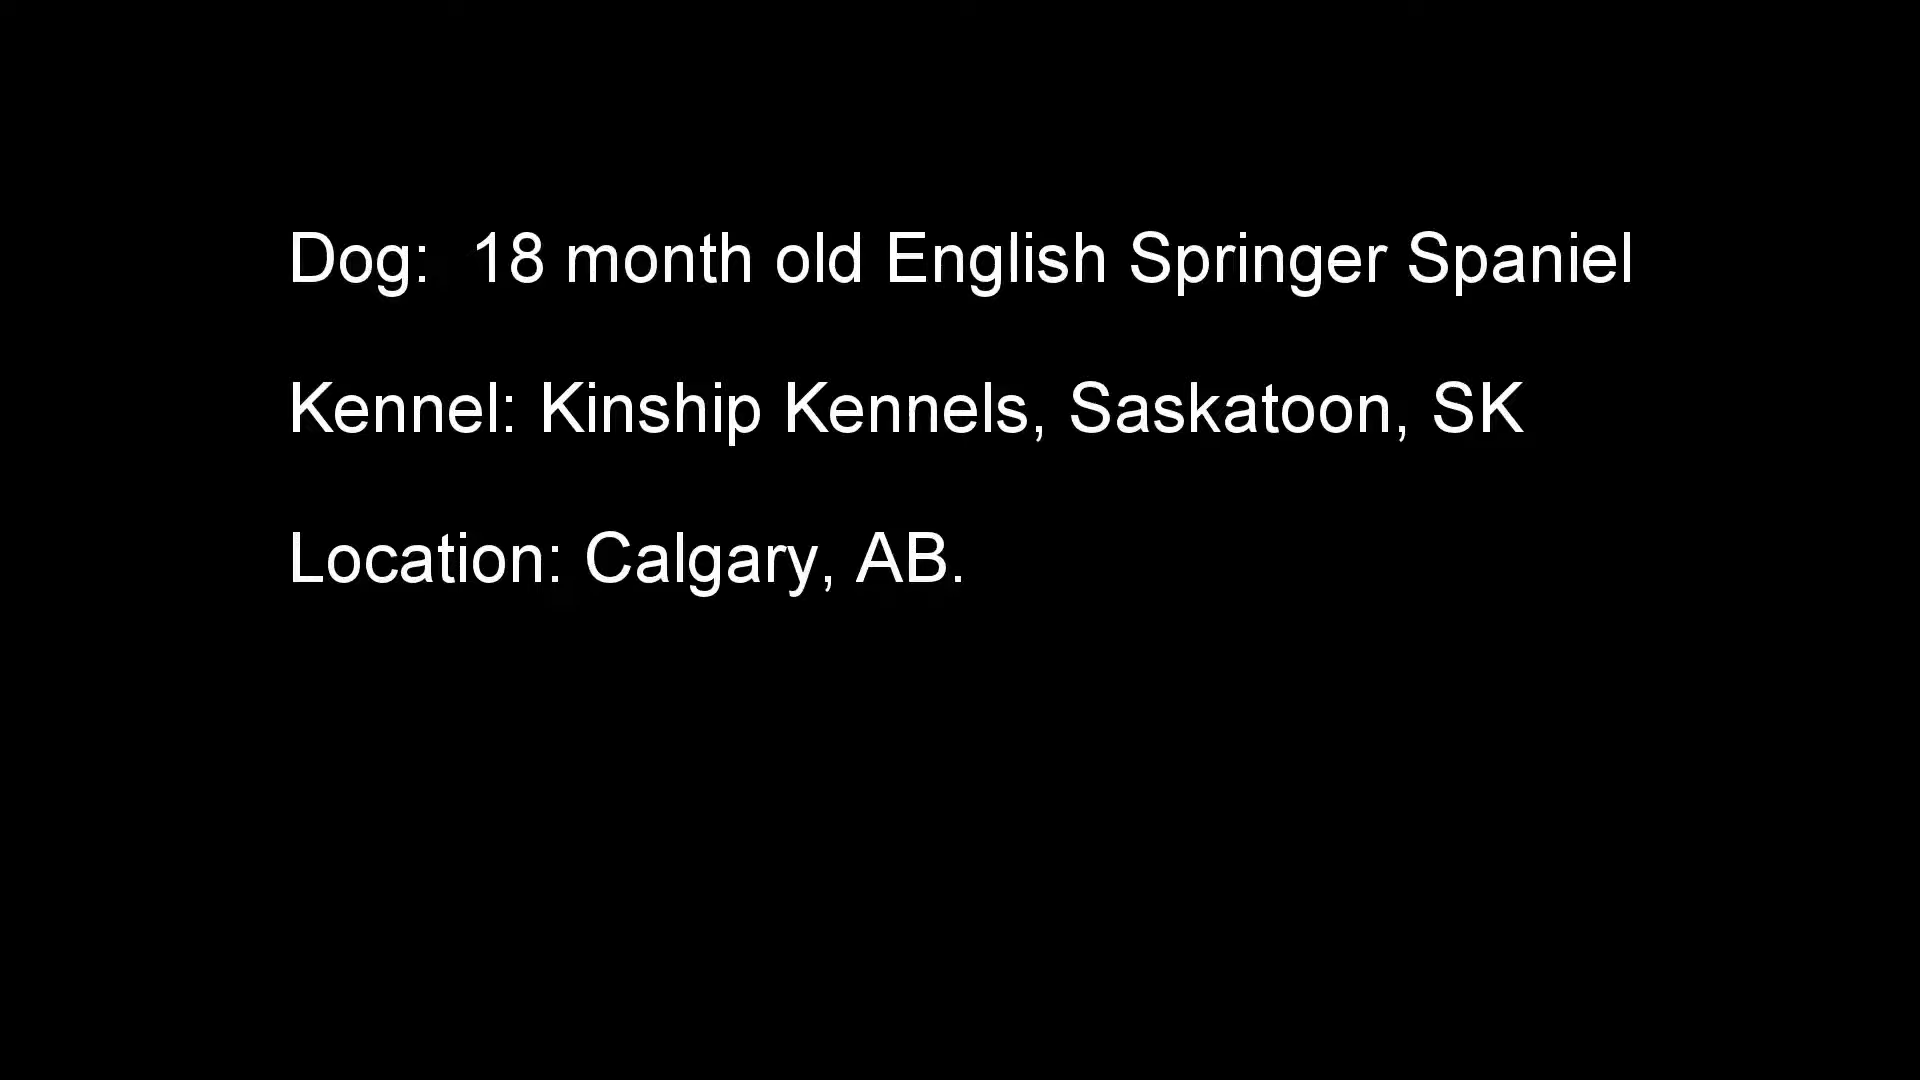 Dog:  18 month old English Springer Spaniel
Kennel: Kinship Kennels, Saskatoon, SK
Location: Calgary, AB.